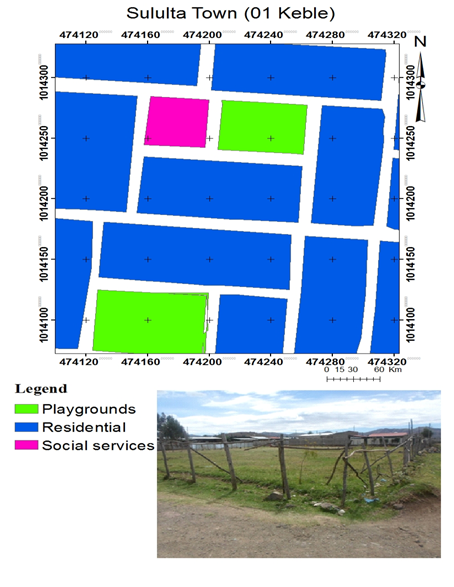 Sululta Town (01 Keble)
474120 474160 474200 474240 474280 474320
N
1014300
1014250
1014200
1014150
1014100
1014300
1014250
1014200
1014150
1014100
474120 474160 474200 474240 474280 474320
0 15 30 60 Km
Legend
Playgrounds
Residential
Social services